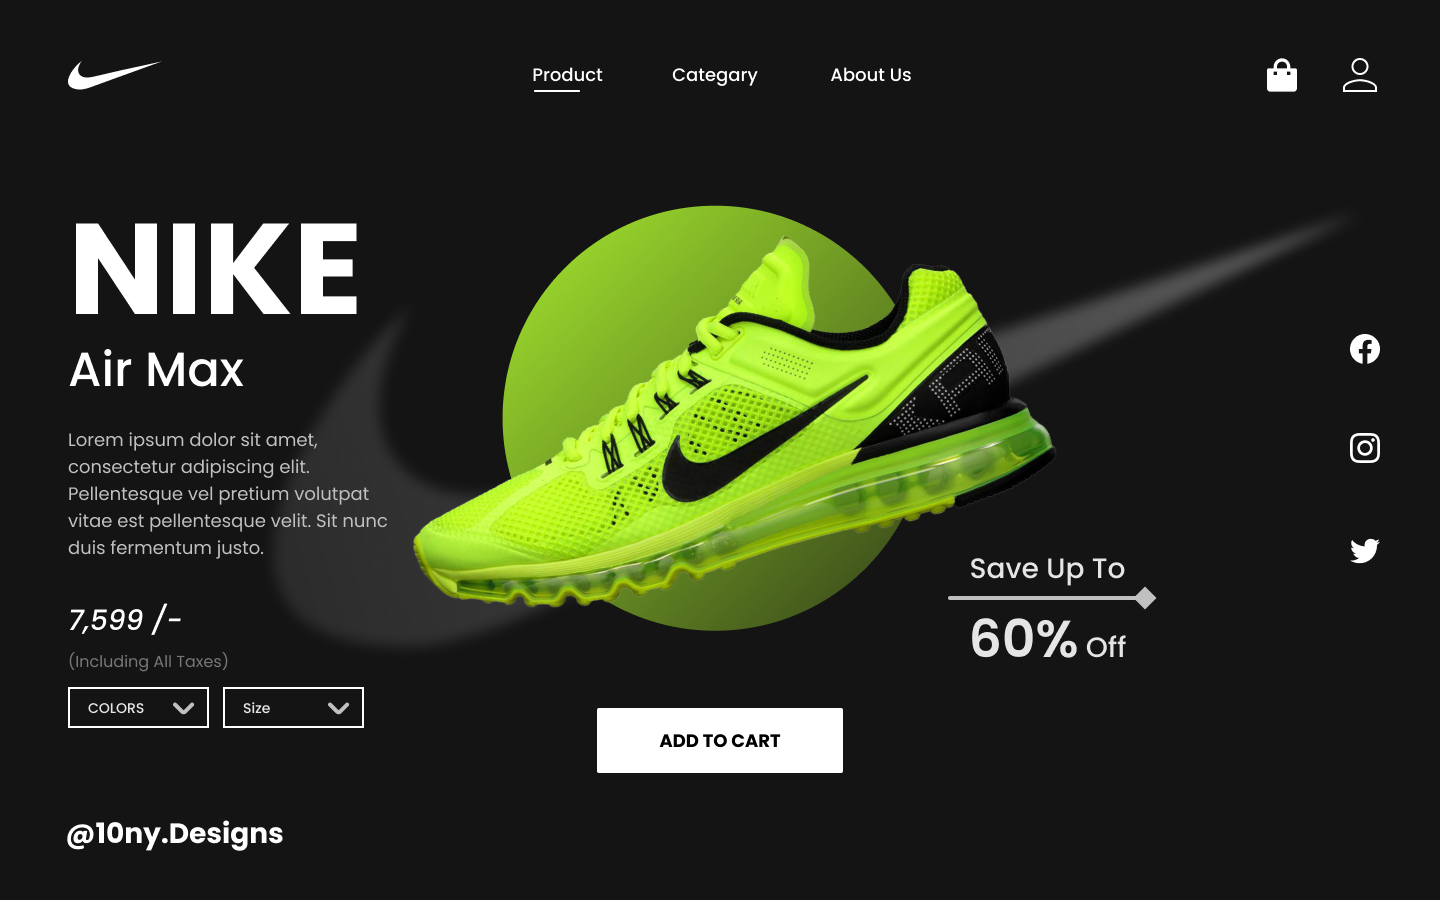 Product
Categary
About Us
NIKE
Air Max
Lorem ipsum dolor sit amet,
consectetur adipiscing elit.
Pellentesque vel pretium volutpat
vitae est pellentesque velit. Sit nunc
duis fermentum justo.
7,599 /-
(Including All Taxes)
COLORS
Size
Save Up To
60% Off
ADD TO CART
@10ny.Designs